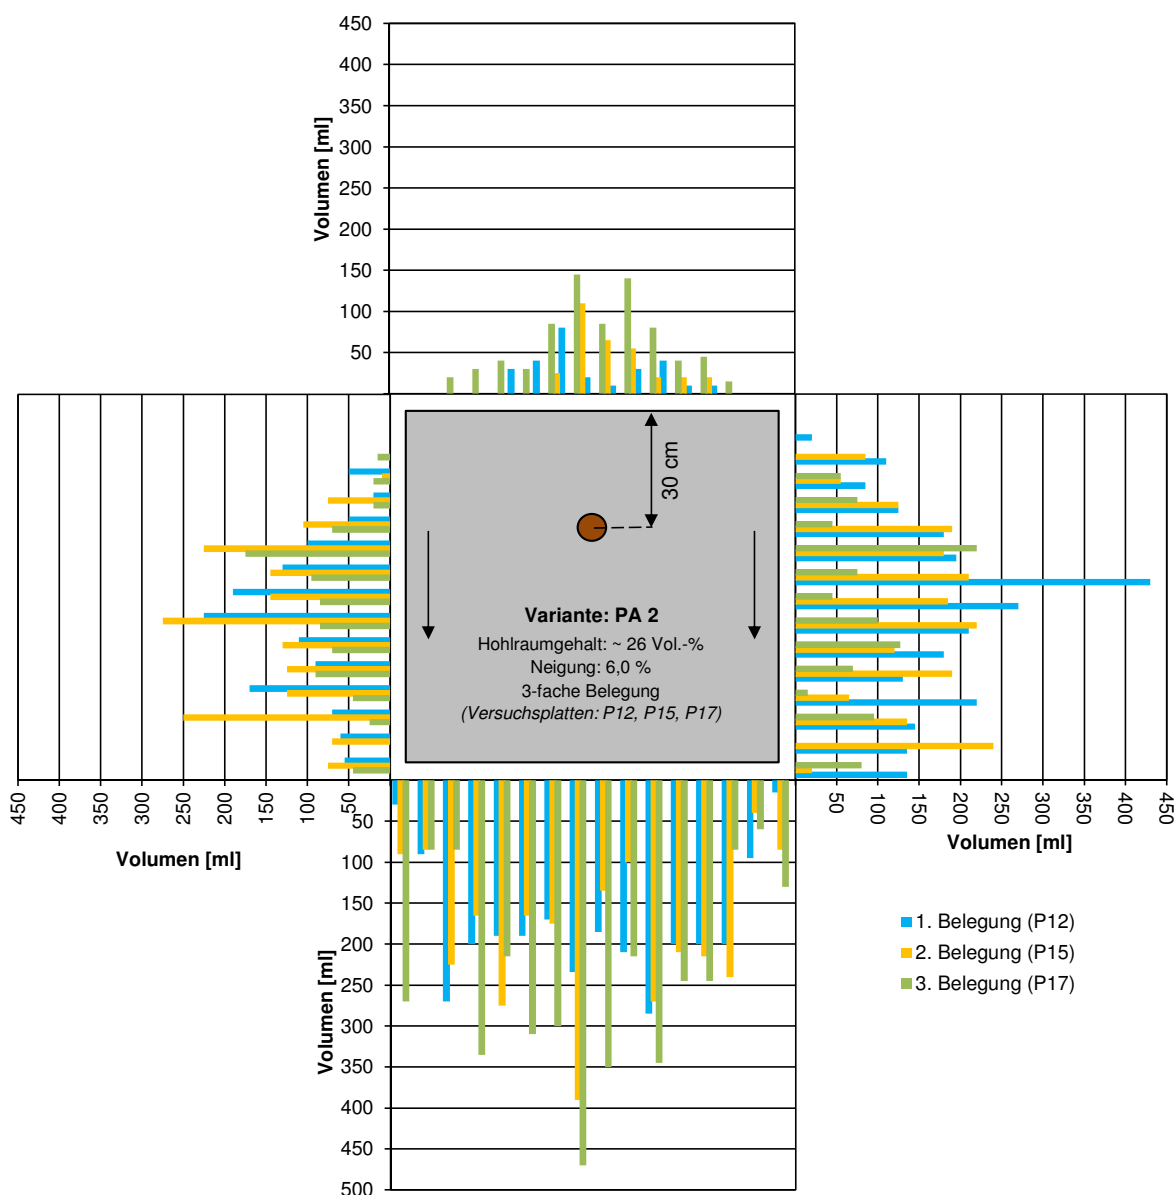 450
400
350
300
250
200
150
100
50
Volumen [ml]
30 cm
Variante: PA 2
Hohlraumgehalt: ~ 26 Vol.-%
Neigung: 6,0 %
3-fache Belegung
(Versuchsplatten: P12, P15, P17)
450
400
350
300
250
200
150
100
50
Volumen [ml]
50
100
150
200
250
300
350
400
450
Volumen [ml]
50
100
150
200
250
300
350
400
450
500
Volumen [ml]
1. Belegung (P12)
2. Belegung (P15)
3. Belegung (P17)